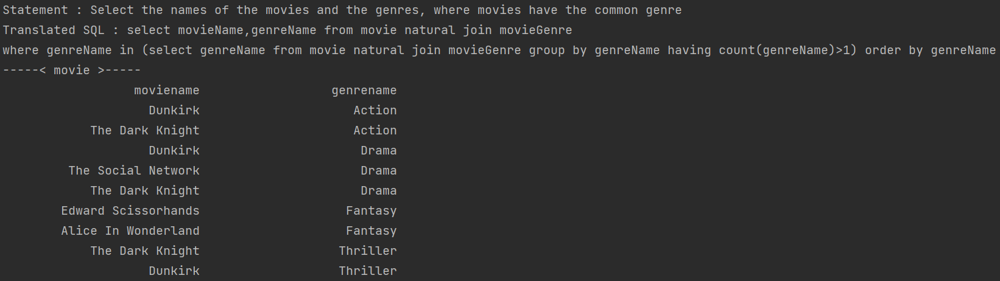 Statement : Select the names of the movies and the genres, where movies have the common genre
Translated SQL : select movieName,genreName from movie natural join movieGenre
where genreName in (select genreName from movie natural join movieGenre group by genreName having count(genreName)>1) order by genreName
-----< movie >-----
moviename genrename
Dunkirk Action
The Dark Knight Action
Dunkirk Drama
The Social Network Drama
The Dark Knight Drama
Edward Scissorhands Fantasy
Alice In Wonderland Fantasy
The Dark Knight Thriller
Dunkirk Thriller